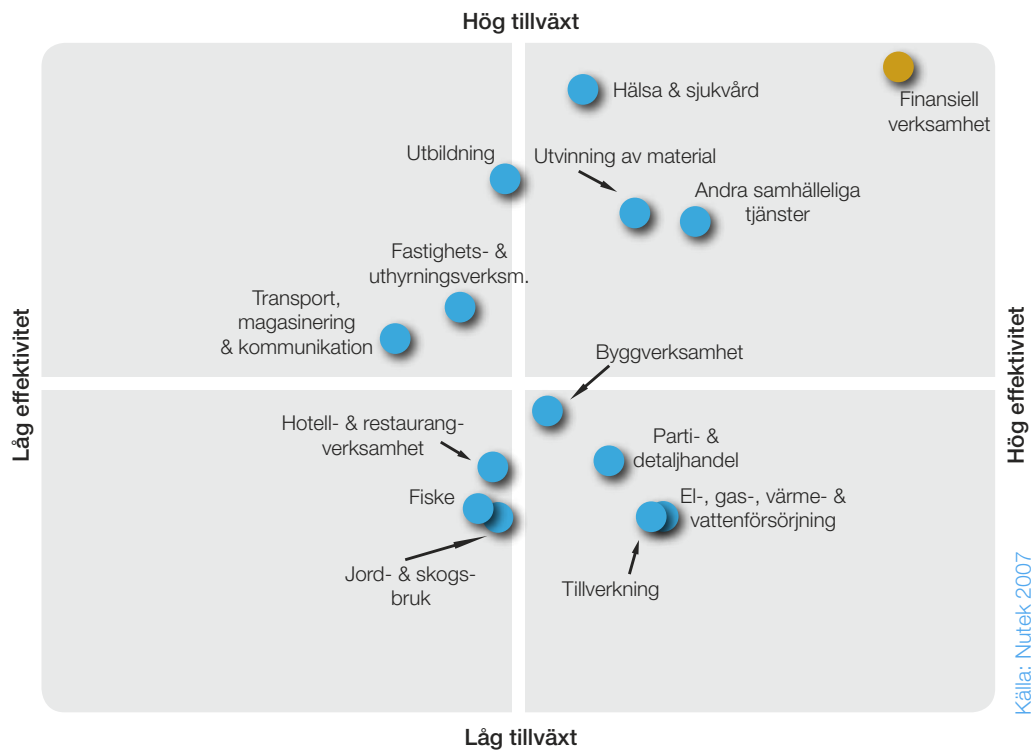 Hög tillväxt
Hälsa & sjukvård
Finansiell
verksamhet
Utbildning
Utvinning av material
Andra samhälleliga
tjänster
Fastighets- &
uthyrningsverksm.
Transport,
magasinering
& kommunikation
Låg effektivitet
Hög effektivitet
Byggverksamhet
Hotell- & restaurang-
verksamhet
Parti- &
detaljhandel
Fiske
El-, gas-, värme- &
vattenförsörjning
Jord- & skogs-
bruk
Tillverkning
Källa: Nutek 2007
Låg tillväxt